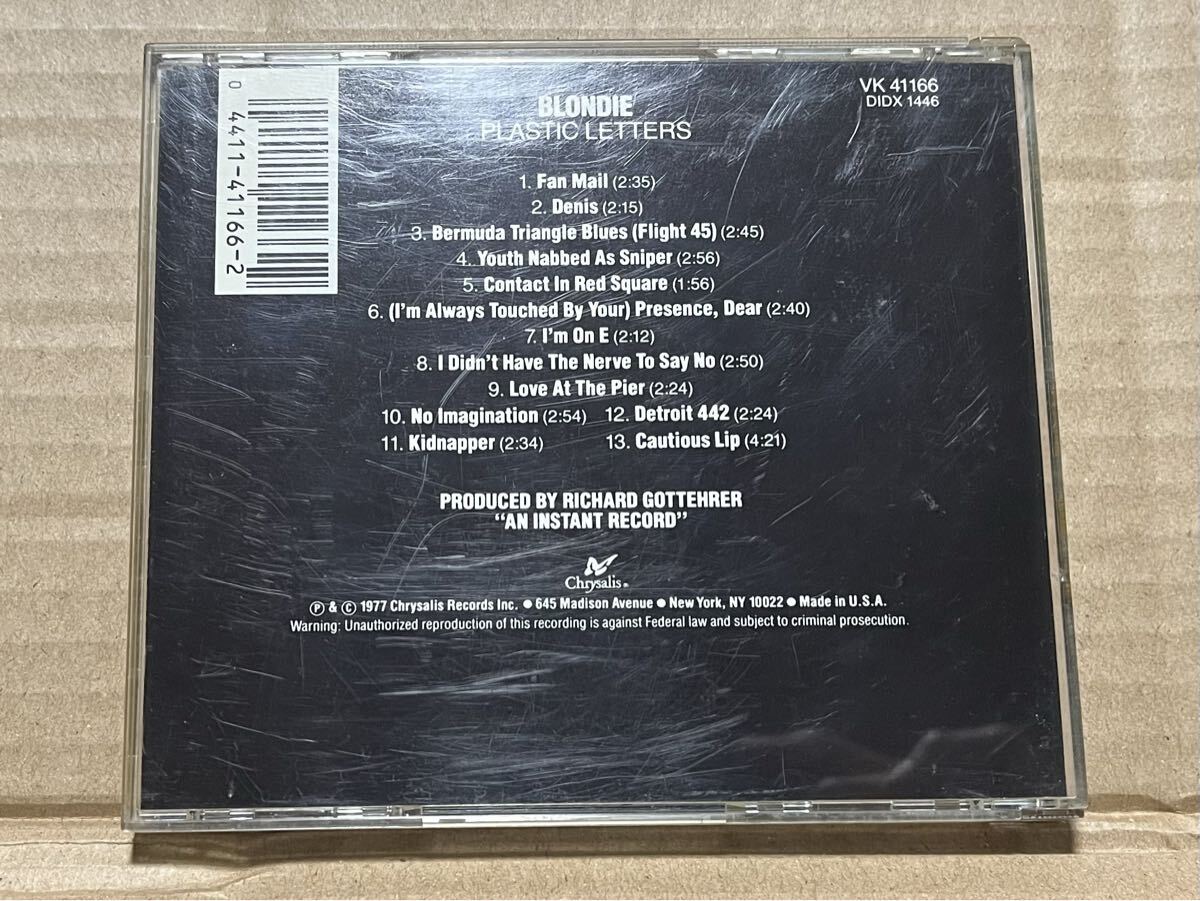 0 4411-41166-2
VK 41166
DIDX 1446
BLONDIE
PLASTIC LETTERS
1. Fan Mail (2:35)
2. Denis (2:15)
3. Bermuda Triangle Blues (Flight 45) (2:45)
4. Youth Nabbed As Sniper (2:56)
5. Contact In Red Square (1:56)
6. (I'm Always Touched By Your) Presence, Dear (2:40)
7. I'm On E (2:12)
8. I Didn't Have The Nerve To Say No (2:50)
9. Love At The Pier (2:24)
10. No Imagination (2:54) 12. Detroit 442 (2:24)
11. Kidnapper (2:34) 13. Cautious Lip (4:21)
PRODUCED BY RICHARD GOTTEHRER
"AN INSTANT RECORD"
Chrysalis
℗ & © 1977 Chrysalis Records Inc. ● 645 Madison Avenue ● New York, NY 10022 ● Made in U.S.A.
Warning: Unauthorized reproduction of this recording is against Federal law and subject to criminal prosecution.